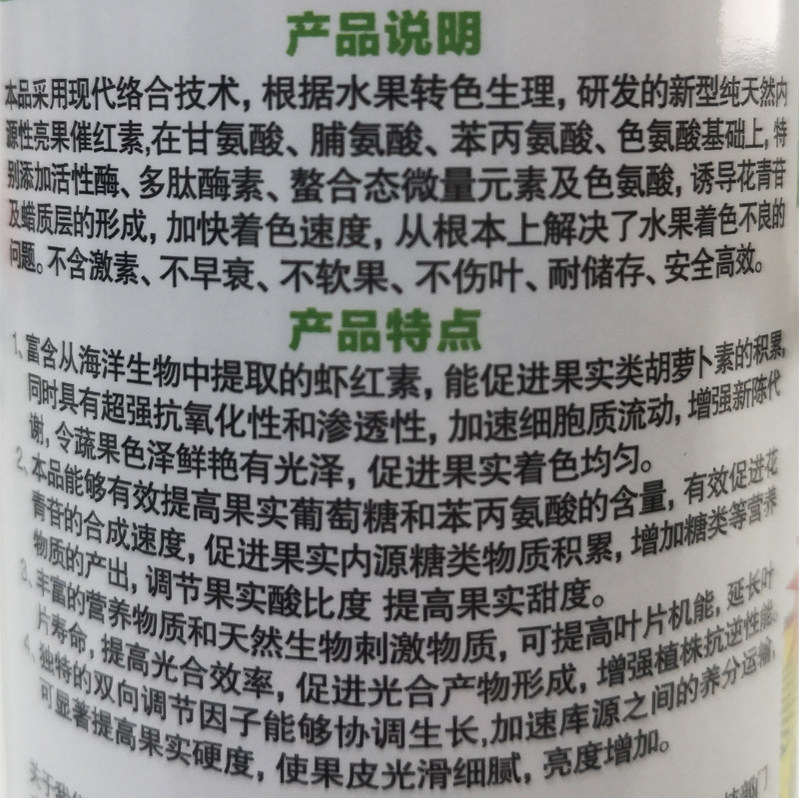 产品说明
本品采用现代络合技术，根据水果转色生理，研发的新型纯天然内
源性亮果催红素,在甘氨酸、脯氨酸、苯丙氨酸、色氨酸基础上，特
别添加活性酶、多肽酶素、螯合态微量元素及色氨酸，诱导花青苷
及蜡质层的形成，加快着色速度，从根本上解决了水果着色不良的
问题。不含激素、不早衰、不软果、不伤叶、耐储存、安全高效。
产品特点
1、富含从海洋生物中提取的虾红素，能促进果实类胡萝卜素的积累，
同时具有超强抗氧化性和渗透性，加速细胞质流动，增强新陈代
谢，令蔬果色泽鲜艳有光泽，促进果实着色均匀。
2、本品能够有效提高果实葡萄糖和苯丙氨酸的含量，有效促进花
青苷的合成速度，促进果实内源糖类物质积累，增加糖类等营养
物质的产出，调节果实酸比度 提高果实甜度。
3、丰富的营养物质和天然生物刺激物质，可提高叶片机能，延长叶
片寿命，提高光合效率，促进光合产物形成，增强植株抗逆性能。
4、独特的双向调节因子能够协调生长,加速库源之间的养分运输，
可显著提高果实硬度，使果皮光滑细腻，亮度增加。